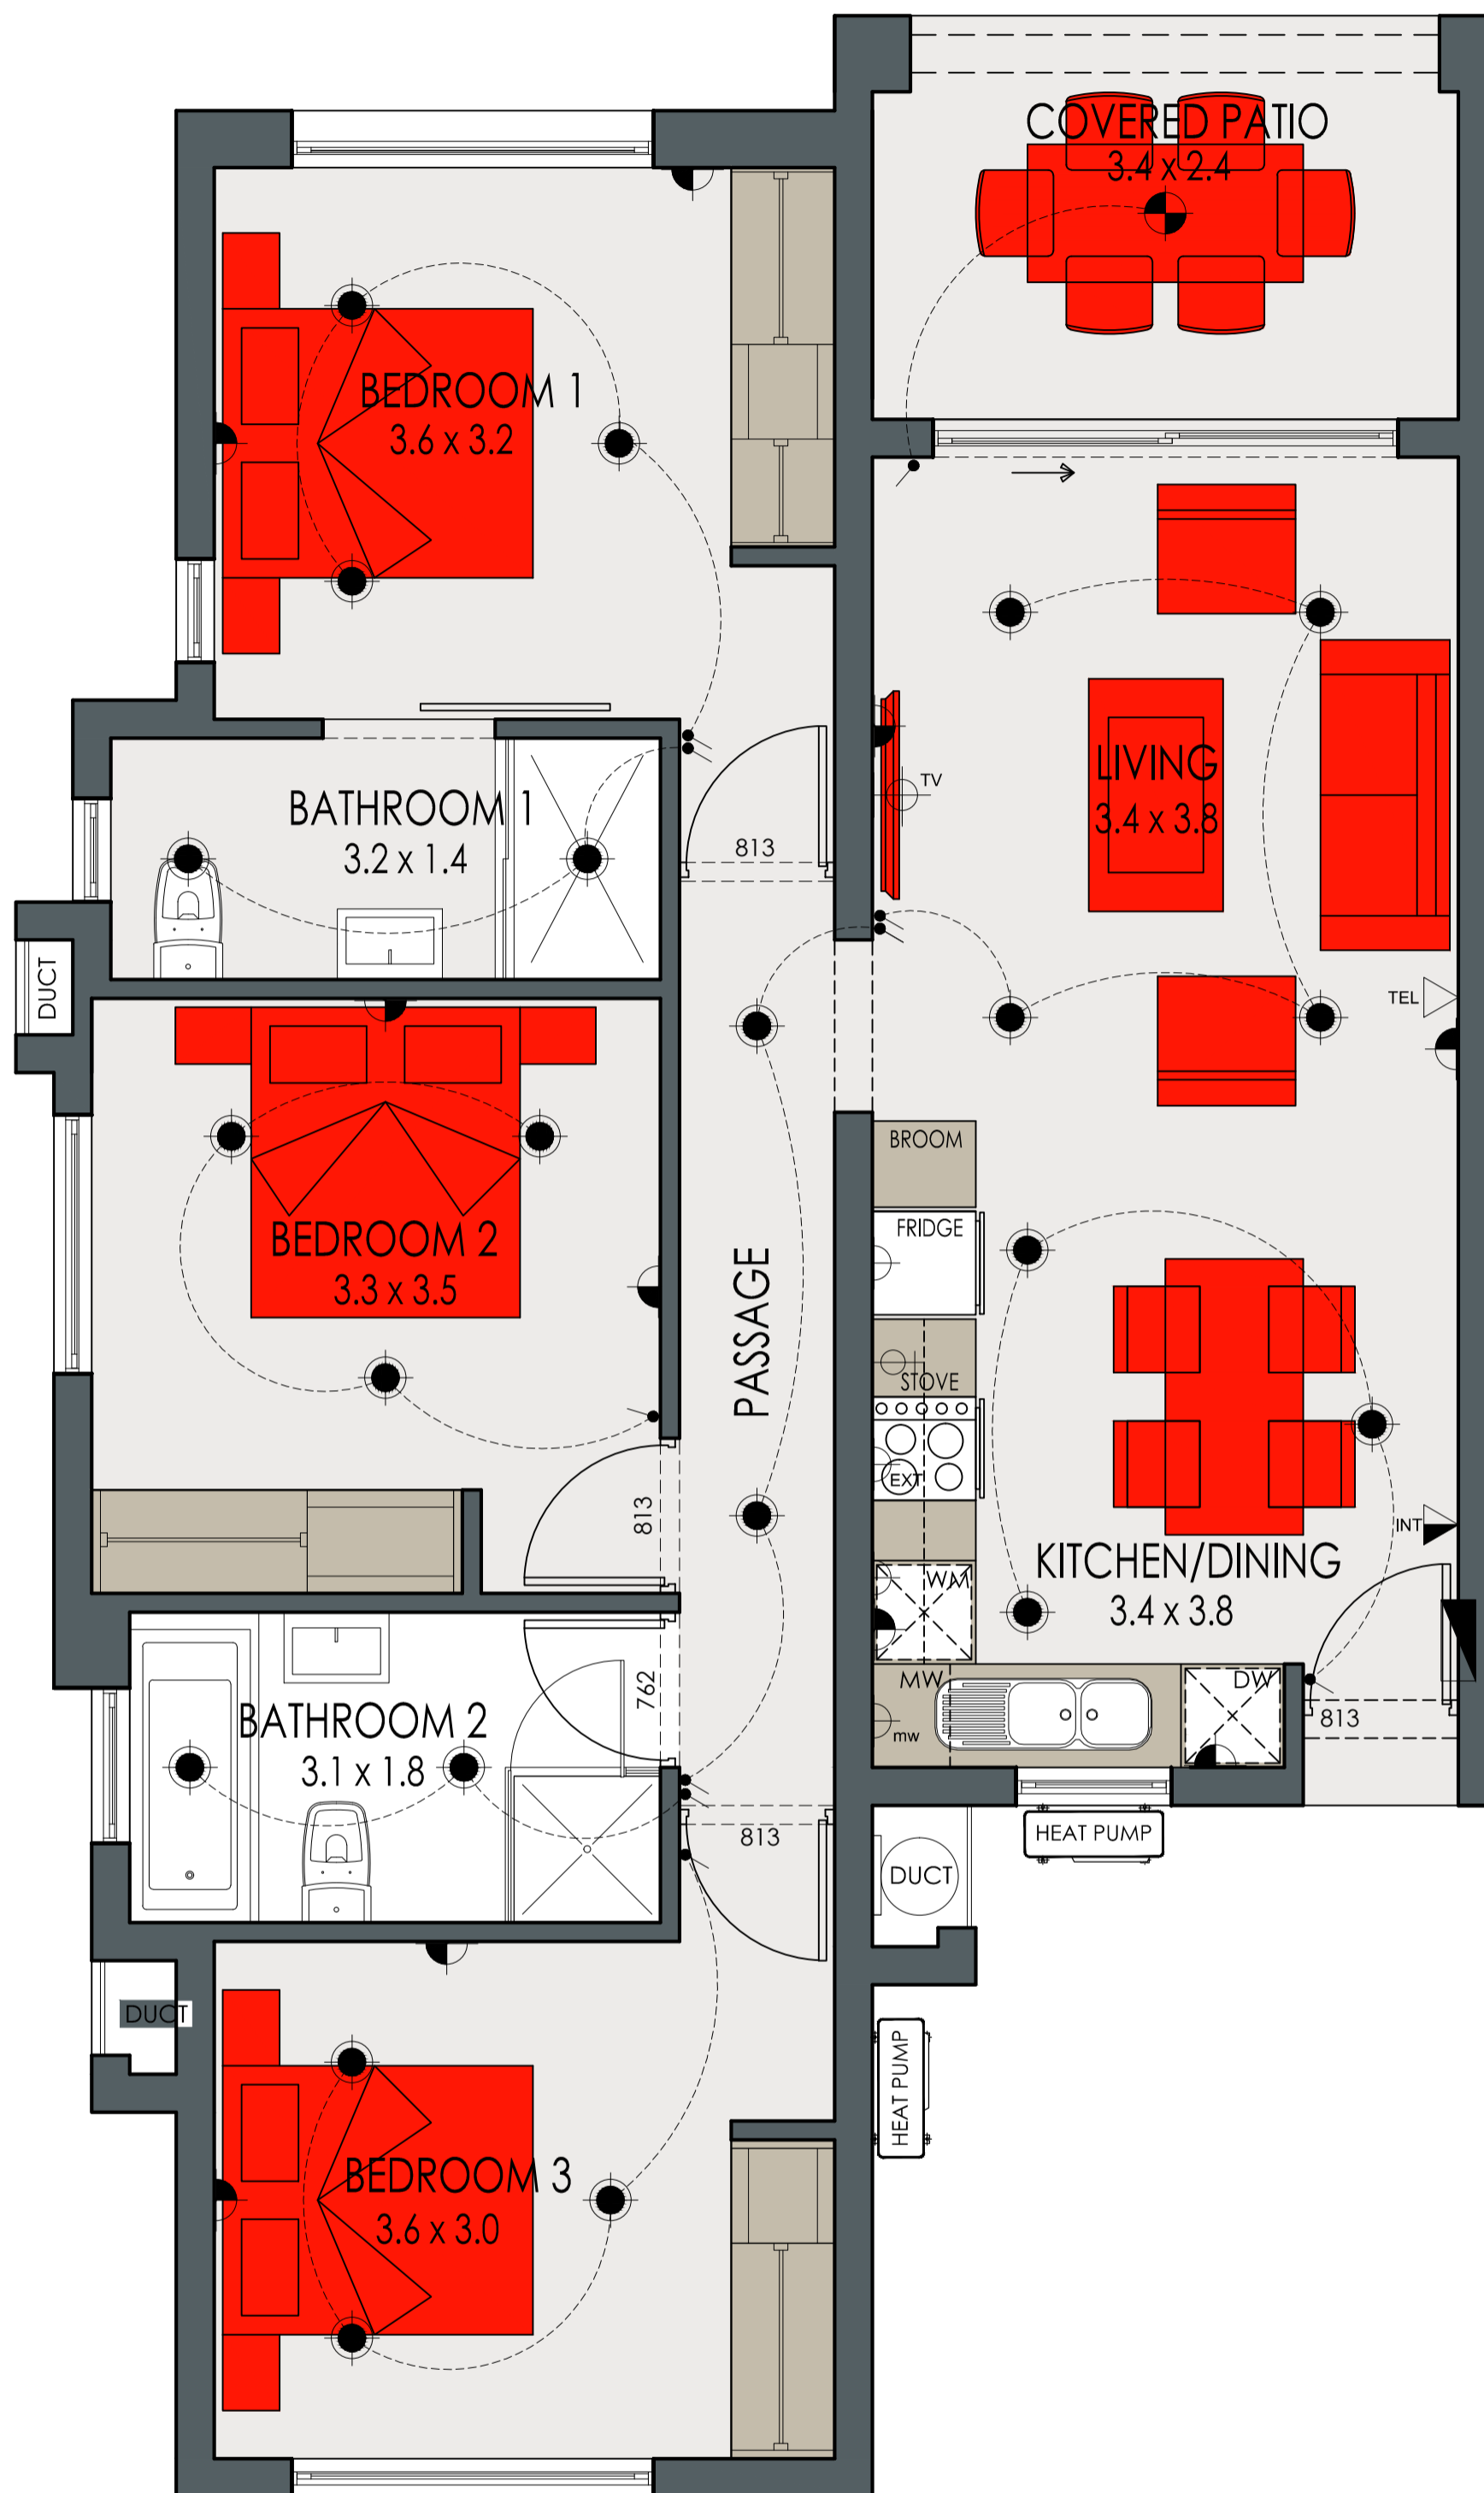 COVERED PATIO
3.4 x 2.4
BEDROOM 1
3.6 x 3.2
LIVING
3.4 x 3.8
TV
BATHROOM 1
3.2 x 1.4
813
DUCT
TEL
BROOM
FRIDGE
BEDROOM 2
3.3 x 3.5
PASSAGE
STOVE
EXT
813
INT
KITCHEN/DINING
3.4 x 3.8
WM
MW
mw
DW
813
762
BATHROOM 2
3.1 x 1.8
813
HEAT PUMP
DUCT
DUCT
HEAT PUMP
BEDROOM 3
3.6 x 3.0